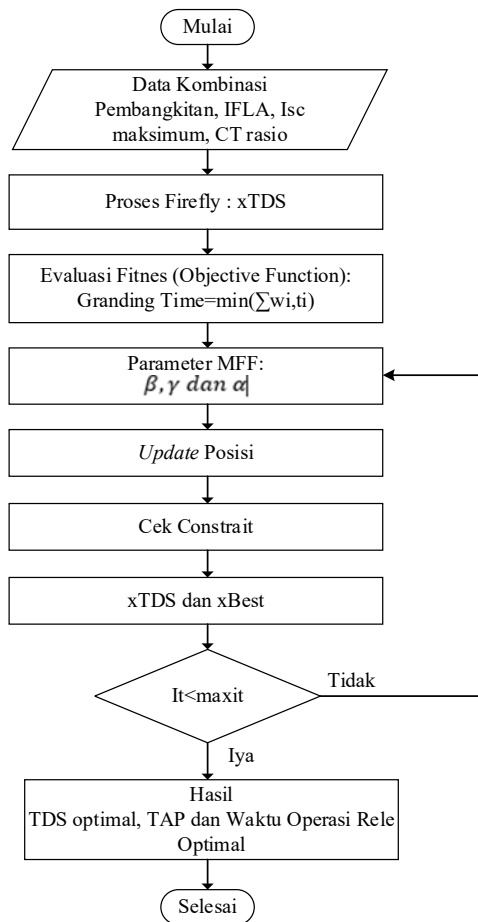 Mulai
Data Kombinasi
Pembangkitan, IFLA, Isc
maksimum, CT rasio
Proses Firefly : xTDS
Evaluasi Fitnes (Objective Function):
Granding Time=min(∑wi,ti)
Parameter MFF:
β, γ dan α|
Update Posisi
Cek Constrait
xTDS dan xBest
It<maxit
Tidak
Iya
Hasil
TDS optimal, TAP dan Waktu Operasi Rele
Optimal
Selesai